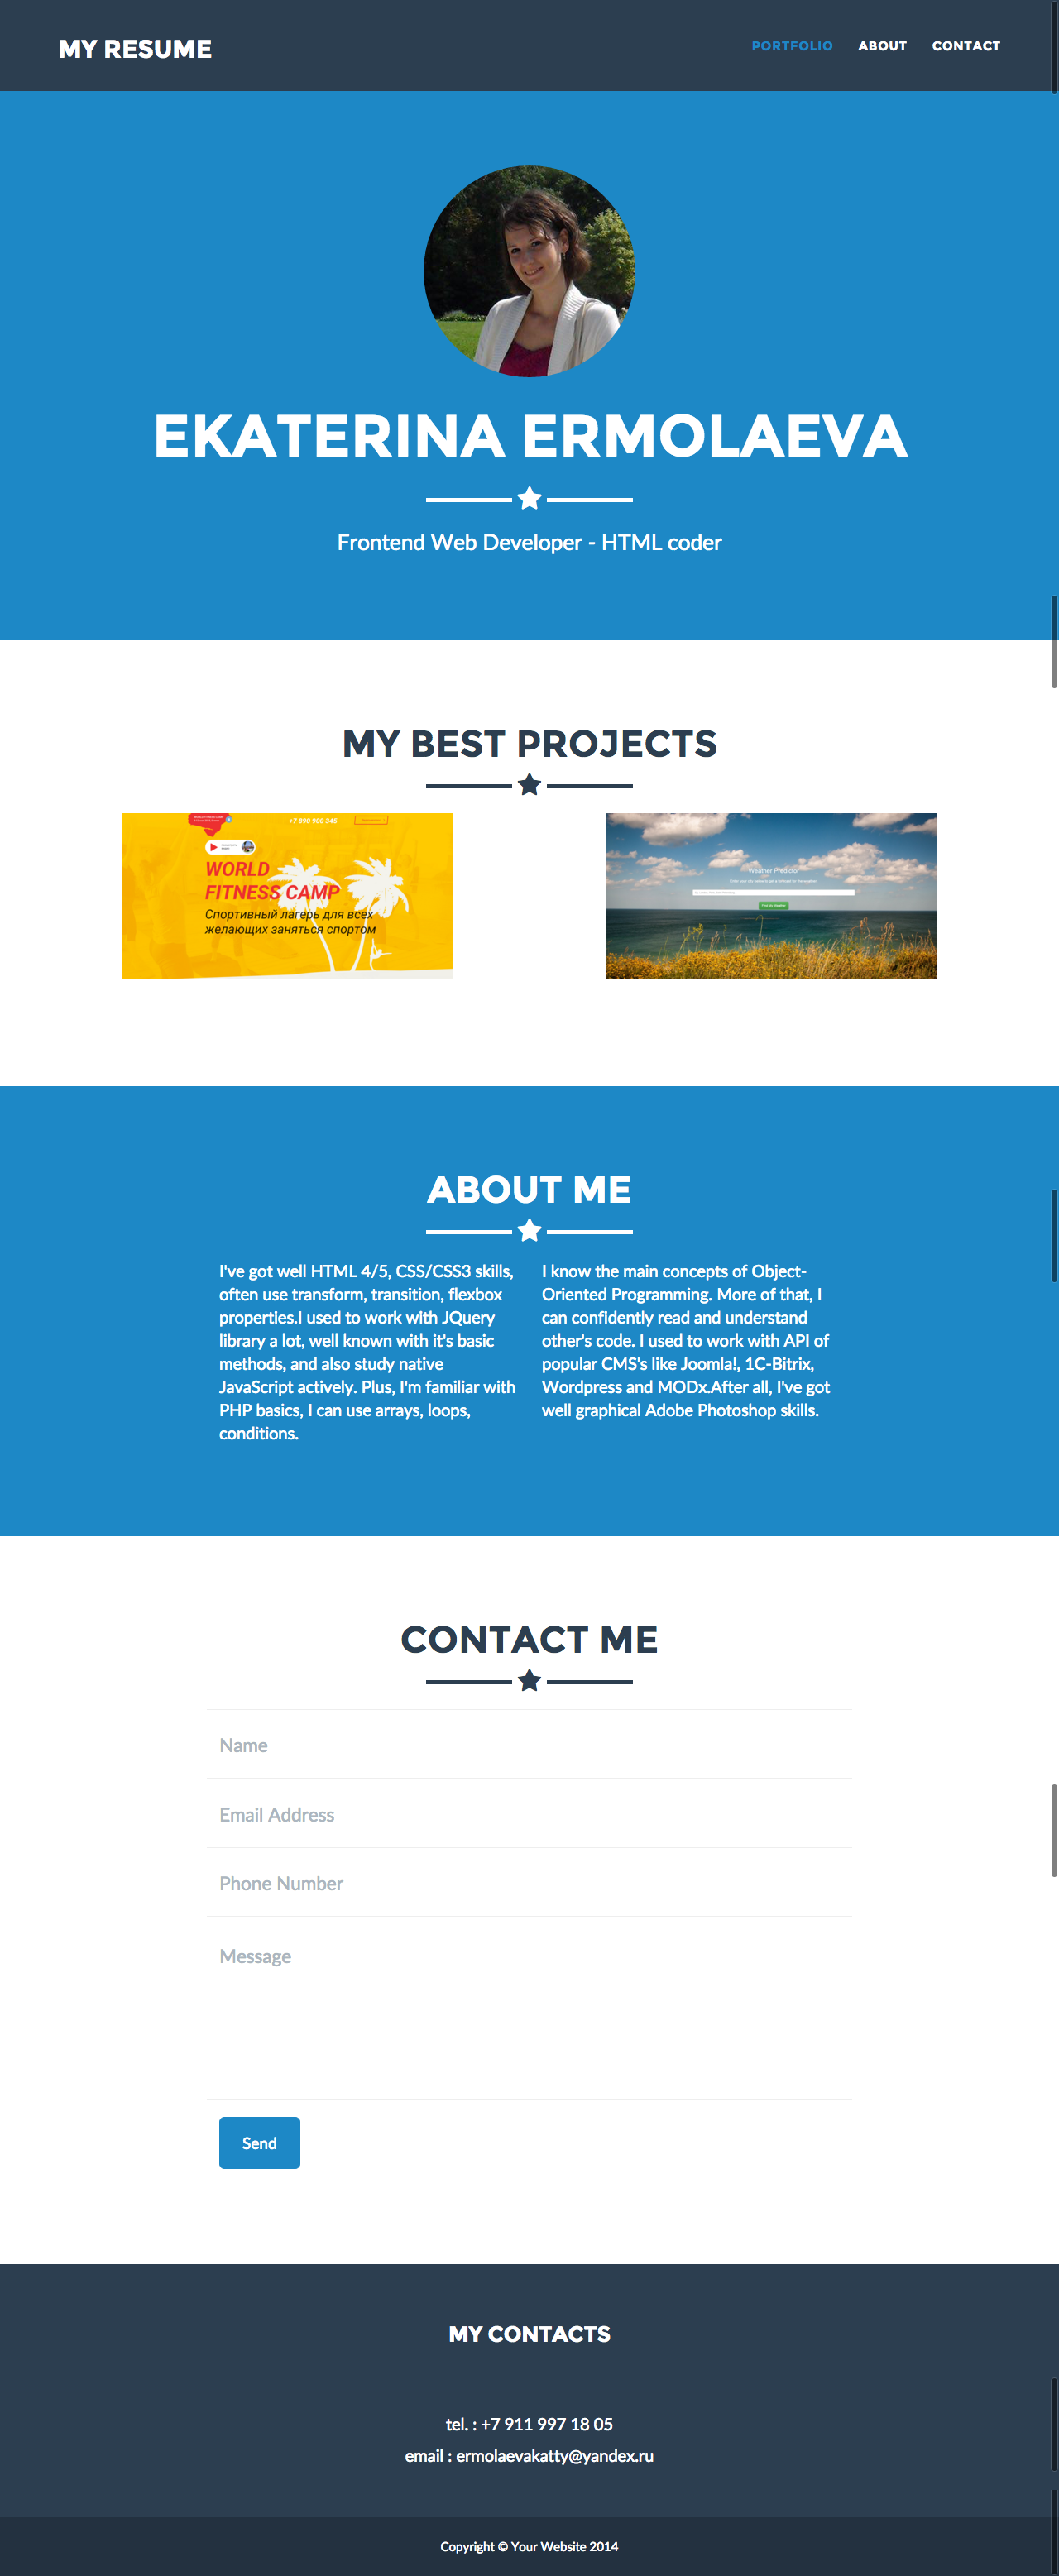 MY RESUME
PORTFOLIO ABOUT CONTACT
EKATERINA ERMOLAEVA
Frontend Web Developer - HTML coder
MY BEST PROJECTS
+7 890 900 345
WORLD
FITNESS CAMP
Спортивный лагерь для всех
желающих заняться спортом
Weather Predictor
ABOUT ME
I've got well HTML 4/5, CSS/CSS3 skills,
often use transform, transition, flexbox
properties.I used to work with JQuery
library a lot, well known with it's basic
methods, and also study native
JavaScript actively. Plus, I'm familiar with
PHP basics, I can use arrays, loops,
conditions.
I know the main concepts of Object-
Oriented Programming. More of that, I
can confidently read and understand
other's code. I used to work with API of
popular CMS's like Joomla!, 1C-Bitrix,
Wordpress and MODx.After all, I've got
well graphical Adobe Photoshop skills.
CONTACT ME
Name
Email Address
Phone Number
Message
Send
MY CONTACTS
tel. : +7 911 997 18 05
email : ermolaevakatty@yandex.ru
Copyright © Your Website 2014